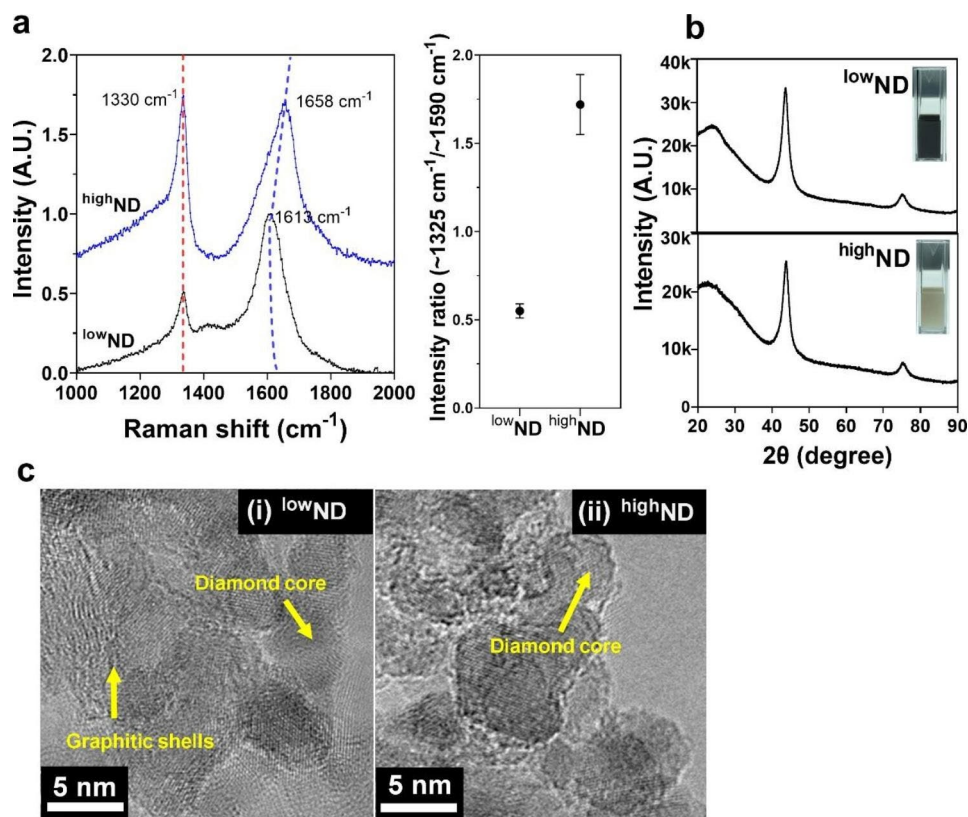 a
2.0
1.5
1.0
0.5
0.0
Intensity (A.U.)
1330 cm⁻¹
1658 cm⁻¹
ʰⁱᵍʰND
1613 cm⁻¹
ˡᵒʷND
1000 1200 1400 1600 1800 2000
Raman shift (cm⁻¹)
Intensity ratio (~1325 cm⁻¹/~1590 cm⁻¹)
2.0
1.5
1.0
0.5
0.0
ˡᵒʷND ʰⁱᵍʰND
b
Intensity (A.U.)
40k
30k
20k
10k
0
ˡᵒʷND
30k
20k
10k
0
ʰⁱᵍʰND
20 30 40 50 60 70 80 90
2θ (degree)
c
(i) ˡᵒʷND
Diamond core
Graphitic shells
5 nm
(ii) ʰⁱᵍʰND
Diamond core
5 nm